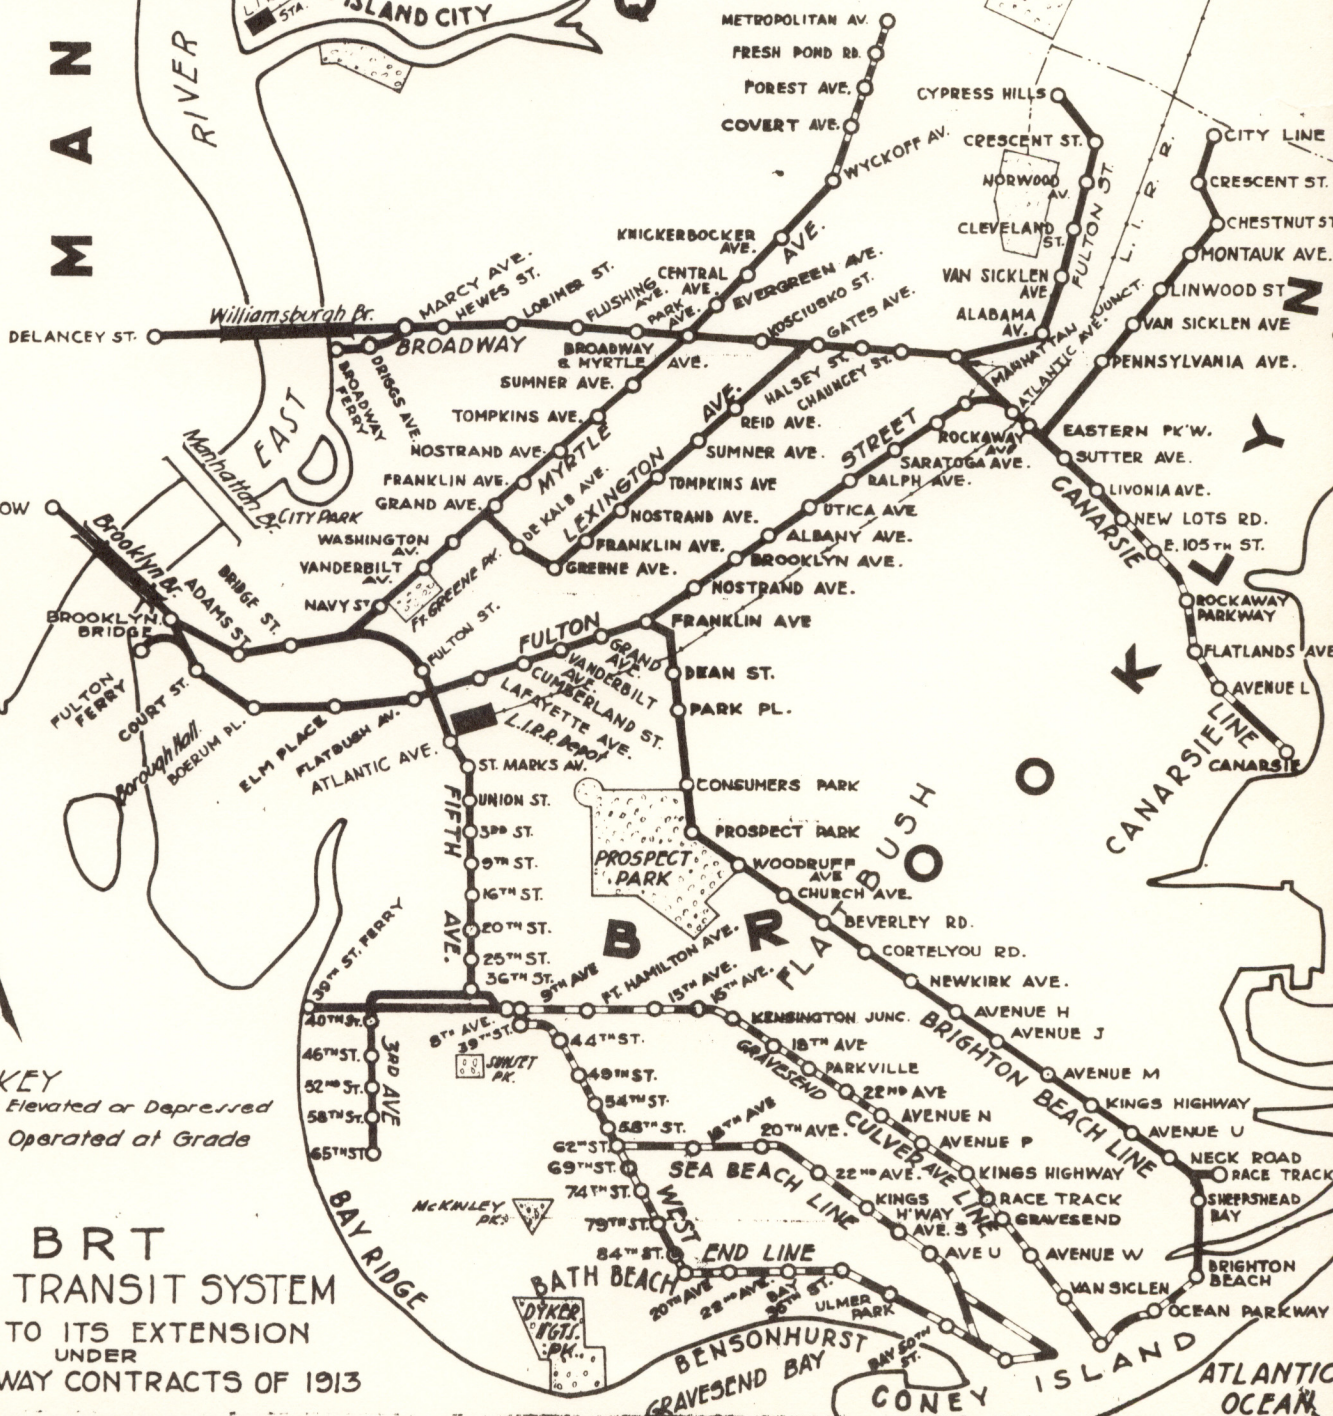 STA.
ISLAND CITY
MAN
RIVER
METROPOLITAN AV.
FRESH POND RD.
FOREST AVE.
COVERT AVE.
WYCKOFF AV.
CYPRESS HILLS
CRESCENT ST.
NORWOOD AV.
CLEVELAND ST.
VAN SICKLEN AVE
ALABAMA AV.
FULTON ST.
L. I. R. R.
CITY LINE
CRESCENT ST.
CHESTNUT ST
MONTAUK AVE.
LINWOOD ST
VAN SICKLEN AVE
PENNSYLVANIA AVE.
KNICKERBOCKER AVE.
CENTRAL AVE.
EVERGREEN AVE.
AVE.
Williamsburgh Br.
DELANCEY ST.
MARCY AVE.
HEWES ST.
LORIMER ST.
FLUSHING AVE.
PARK AVE.
KOSCIUSKO ST.
GATES AVE.
HALSEY ST.
CHAUNCEY ST.
MANHATTAN JUNCT.
ATLANTIC AVE.
BROADWAY
BROADWAY & MYRTLE AVE.
BROADWAY FERRY
DRIGGS AVE.
EAST
SUMNER AVE.
TOMPKINS AVE.
NOSTRAND AVE.
FRANKLIN AVE.
GRAND AVE.
WASHINGTON AV.
VANDERBILT AV.
NAVY ST
MYRTLE
DE KALB AVE.
LEXINGTON AVE.
REID AVE.
SUMNER AVE.
TOMPKINS AVE
NOSTRAND AVE.
FRANKLIN AVE.
GREENE AVE.
FT. GREENE PK.
Manhattan Br.
CITY PARK
OW
Brooklyn Br.
BROOKLYN BRIDGE
ADAMS ST.
BRIDGE ST.
FULTON FERRY
COURT ST.
Borough Hall.
BOERUM PL.
ELM PLACE
FLATBUSH AV.
ATLANTIC AVE.
FULTON ST.
FULTON STREET
LAFAYETTE AVE.
CUMBERLAND ST.
VANDERBILT AVE.
GRAND AVE.
L.I.R.R. Depot
FRANKLIN AVE
NOSTRAND AVE.
BROOKLYN AVE.
ALBANY AVE.
UTICA AVE
RALPH AVE.
SARATOGA AVE.
ROCKAWAY AVE
EASTERN PK'W.
SUTTER AVE.
LIVONIA AVE.
NEW LOTS RD.
E. 105TH ST.
ROCKAWAY PARKWAY
FLATLANDS AVE
AVENUE L
CANARSIE
CANARSIE LINE
CANARSIE
BROOKLYN
DEAN ST.
PARK PL.
CONSUMERS PARK
PROSPECT PARK
PROSPECT PARK
WOODRUFF AVE
CHURCH AVE.
BEVERLEY RD.
CORTELYOU RD.
NEWKIRK AVE.
AVENUE H
AVENUE J
AVENUE M
KINGS HIGHWAY
AVENUE U
NECK ROAD
RACE TRACK
SHEEPSHEAD BAY
BRIGHTON BEACH
OCEAN PARKWAY
FLATBUSH
BRIGHTON BEACH LINE
ST. MARKS AV.
UNION ST.
3RD ST.
9TH ST.
16TH ST.
20TH ST.
25TH ST.
36TH ST.
FIFTH AVE.
39TH ST. FERRY
40TH ST.
46TH ST.
52ND ST.
58TH ST.
65TH ST
3RD AVE
8TH AVE.
39TH ST.
SUNSET PK.
9TH AVE
FT. HAMILTON AVE.
13TH AVE.
16TH AVE.
KENSINGTON JUNC.
18TH AVE
PARKVILLE
22ND AVE
AVENUE N
AVENUE P
KINGS HIGHWAY
RACE TRACK
GRAVESEND
AVENUE W
VAN SICLEN
GRAVESEND AVE
CULVER LINE
44TH ST.
49TH ST.
54TH ST.
58TH ST.
62ND ST.
69TH ST.
74TH ST.
79TH ST.
84TH ST.
WEST END LINE
18TH AVE
20TH AVE.
22ND AVE.
KINGS H'WAY
AVE. S
AVE U
SEA BEACH LINE
BATH BEACH
20TH AVE
22ND AVE.
BAY 35TH ST.
ULMER PARK
BAY 50TH ST.
McKINLEY PK.
DYKER HGTS. PK.
BAY RIDGE
BENSONHURST
GRAVESEND BAY
CONEY ISLAND
ATLANTIC
OCEAN
KEY
Elevated or Depressed
Operated at Grade
BRT
TRANSIT SYSTEM
TO ITS EXTENSION
UNDER
WAY CONTRACTS OF 1913